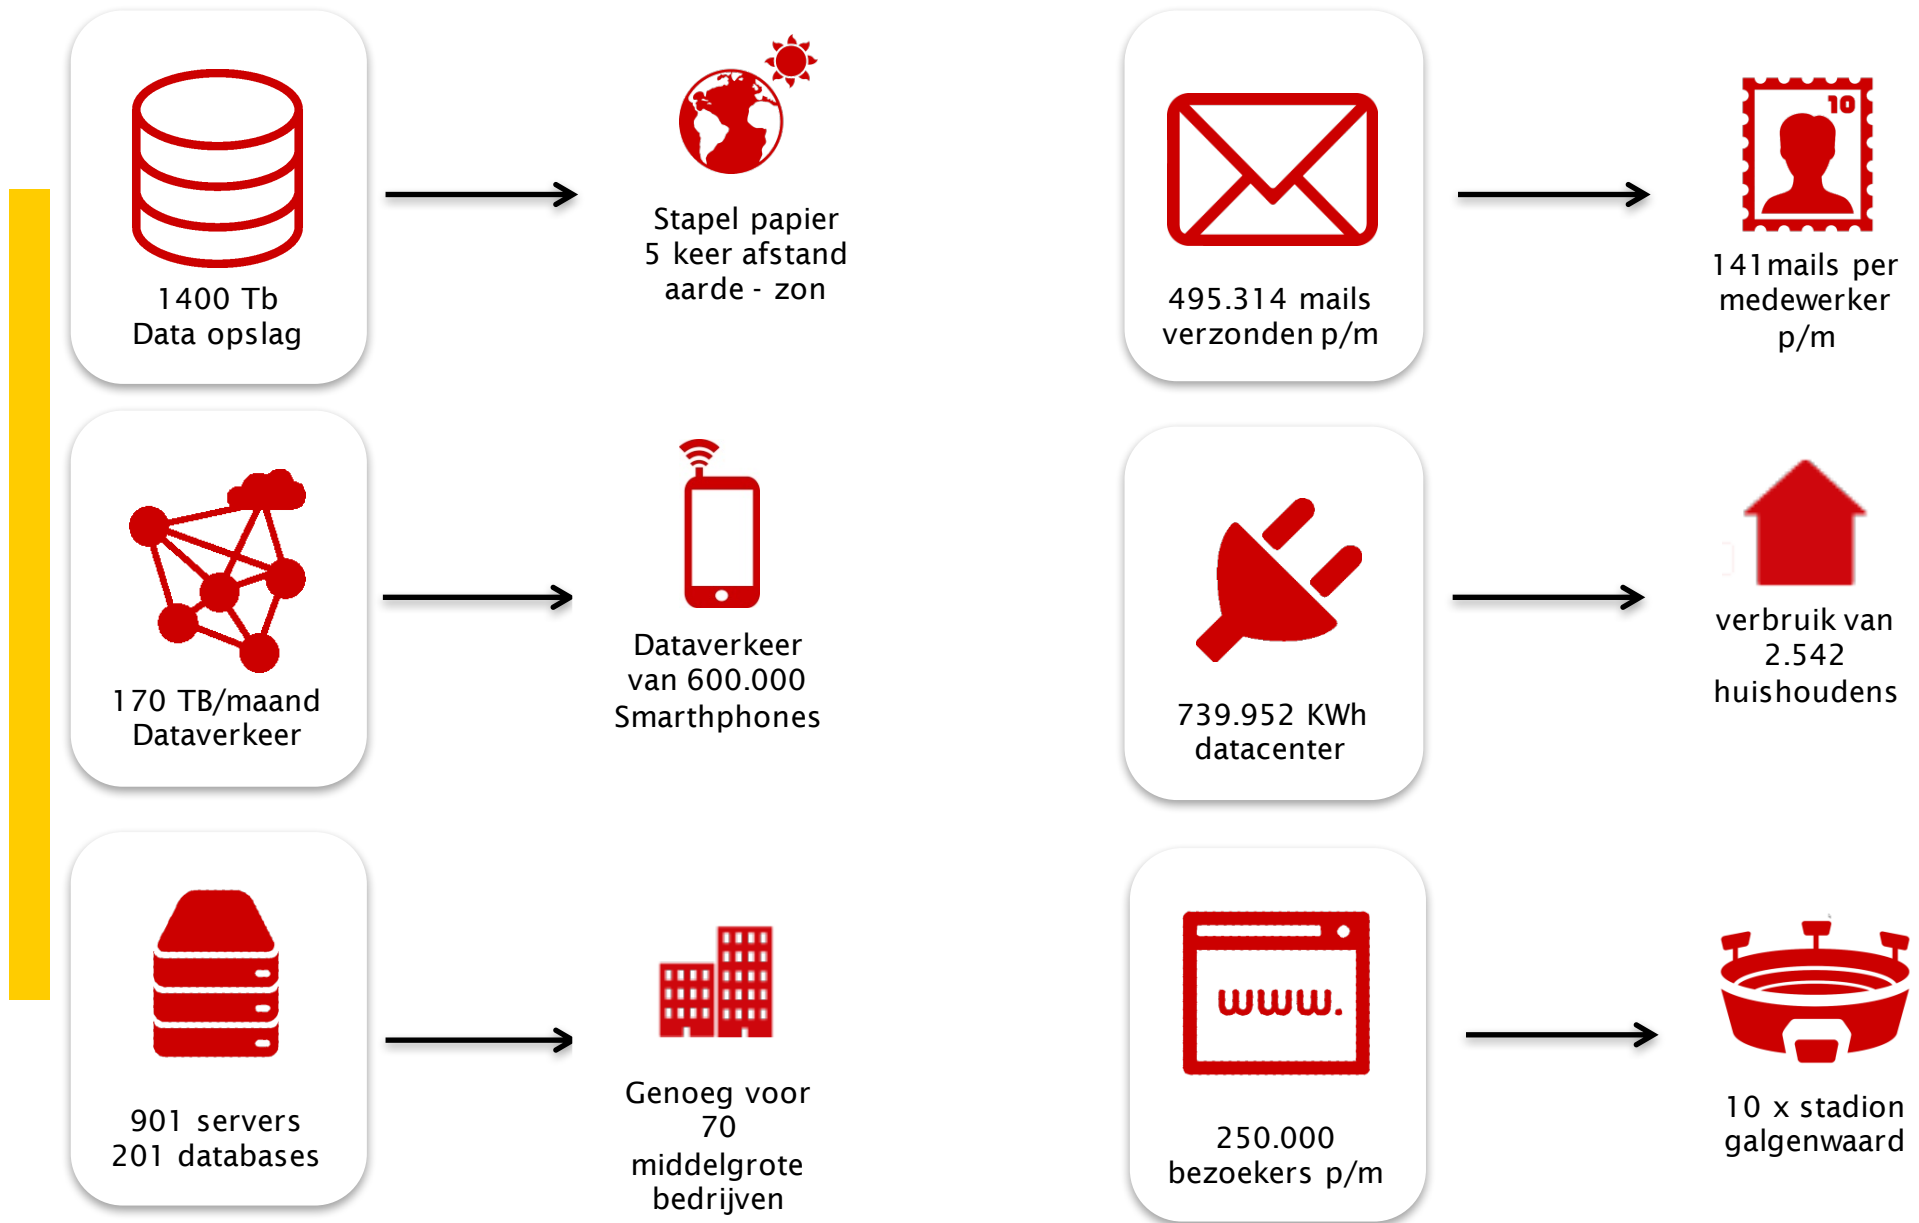 1400 Tb
Data opslag
Stapel papier
5 keer afstand
aarde - zon
495.314 mails
verzonden p/m
10
141mails per
medewerker
p/m
170 TB/maand
Dataverkeer
Dataverkeer
van 600.000
Smarthphones
739.952 KWh
datacenter
verbruik van
2.542
huishoudens
901 servers
201 databases
Genoeg voor
70
middelgrote
bedrijven
www.
250.000
bezoekers p/m
10 x stadion
galgenwaard